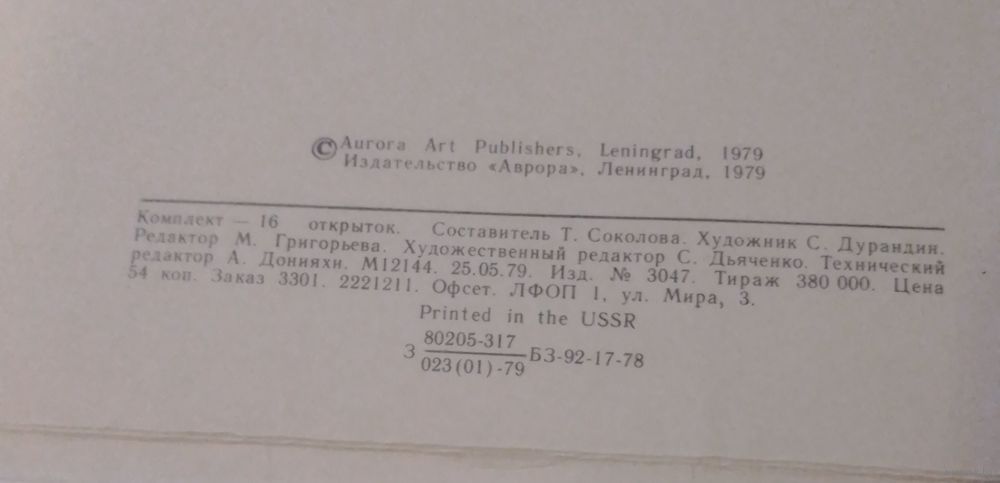 © Aurora Art Publishers, Leningrad, 1979
Издательство «Аврора», Ленинград, 1979
Комплект — 16 открыток. Составитель Т. Соколова. Художник С. Дурандин.
Редактор М. Григорьева. Художественный редактор С. Дьяченко. Технический
редактор А. Донияхи. М12144. 25.05.79. Изд. № 3047. Тираж 380 000. Цена
54 коп. Заказ 3301. 2221211. Офсет. ЛФОП 1, ул. Мира, 3.
Printed in the USSR
80205-317
З БЗ-92-17-78
023(01)-79